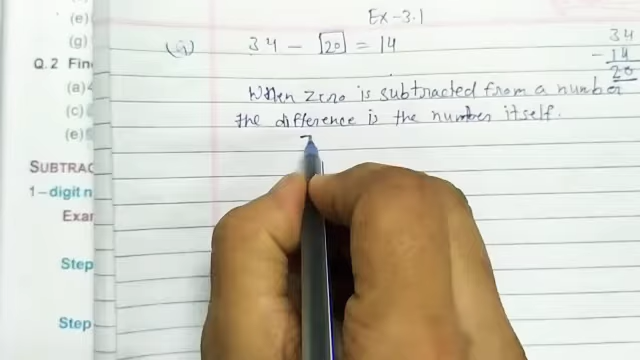 Ex-3.1
(e)
(g)
Q.2 Fin
(a) 4
(c)
(e)
SUBTRAC
1-digit n
Exar
Step
Step
(a) 34 - 20 = 14
34
- 14
20
When zero is subtracted from a number
the difference is the number itself.